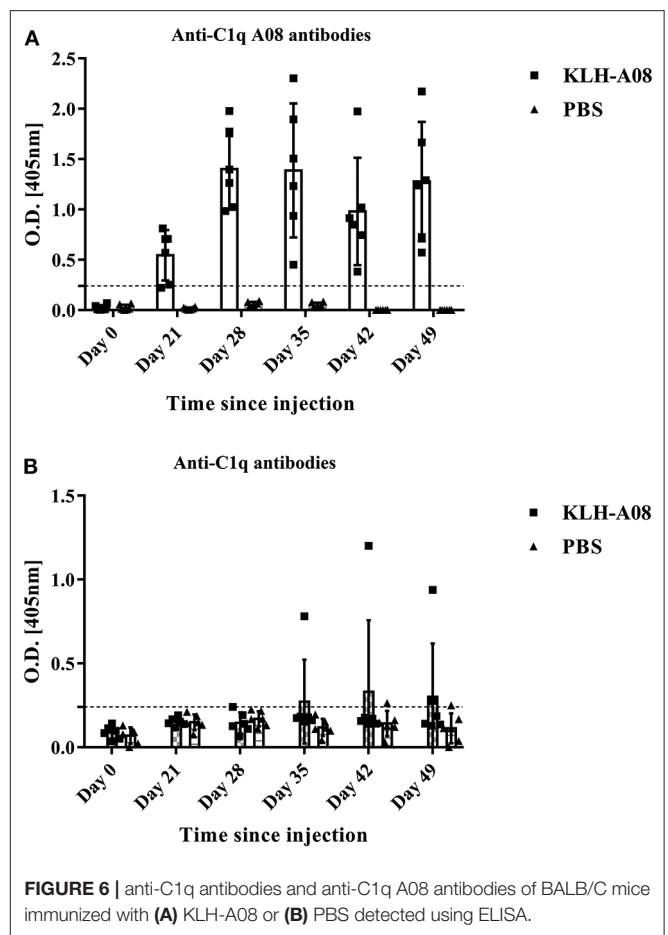 A
Anti-C1q A08 antibodies
2.5
2.0
1.5
1.0
0.5
0.0
O.D. [405nm]
KLH-A08
PBS
Day 0
Day 21
Day 28
Day 35
Day 42
Day 49
Time since injection
B
Anti-C1q antibodies
1.5
1.0
0.5
0.0
O.D. [405nm]
KLH-A08
PBS
Day 0
Day 21
Day 28
Day 35
Day 42
Day 49
Time since injection
FIGURE 6 | anti-C1q antibodies and anti-C1q A08 antibodies of BALB/C mice
immunized with (A) KLH-A08 or (B) PBS detected using ELISA.